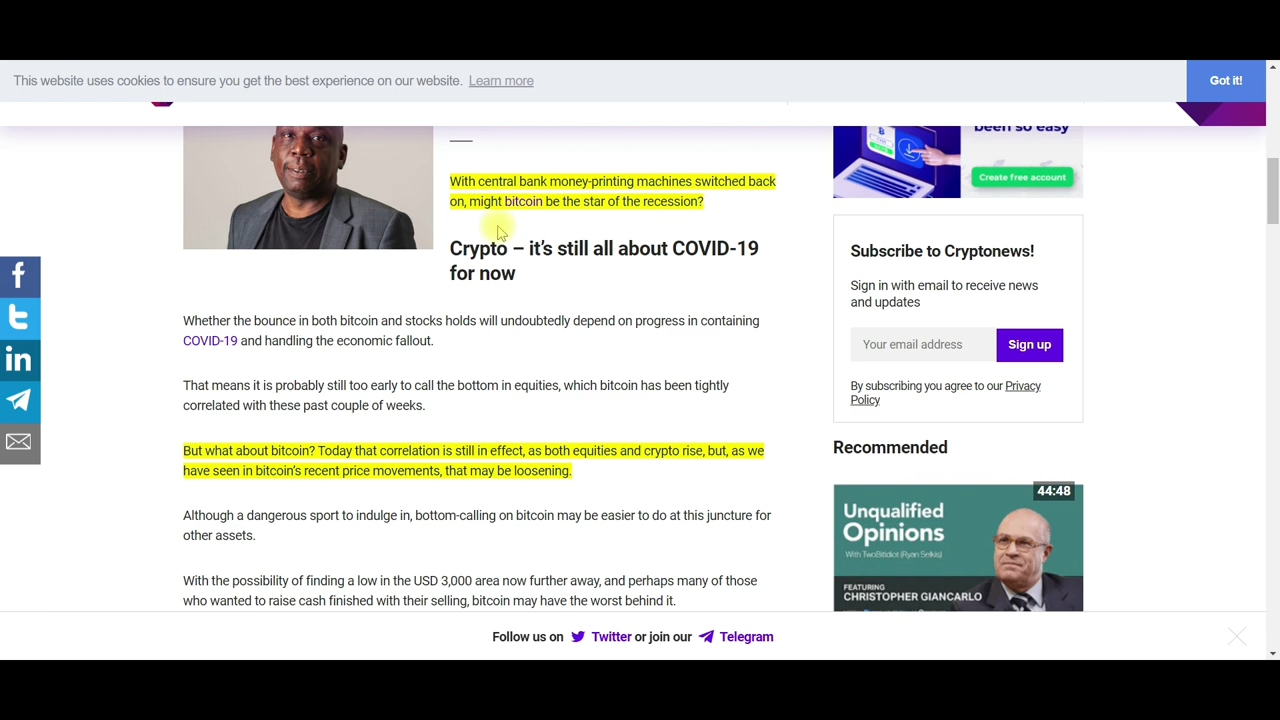 This website uses cookies to ensure you get the best experience on our website. Learn more
Got it!
With central bank money-printing machines switched back
on, might bitcoin be the star of the recession?
Crypto – it’s still all about COVID-19
for now
Whether the bounce in both bitcoin and stocks holds will undoubtedly depend on progress in containing
COVID-19 and handling the economic fallout.
That means it is probably still too early to call the bottom in equities, which bitcoin has been tightly
correlated with these past couple of weeks.
But what about bitcoin? Today that correlation is still in effect, as both equities and crypto rise, but, as we
have seen in bitcoin’s recent price movements, that may be loosening.
Although a dangerous sport to indulge in, bottom-calling on bitcoin may be easier to do at this juncture for
other assets.
With the possibility of finding a low in the USD 3,000 area now further away, and perhaps many of those
who wanted to raise cash finished with their selling, bitcoin may have the worst behind it.
been so easy
Create free account
Subscribe to Cryptonews!
Sign in with email to receive news
and updates
Your email address
Sign up
By subscribing you agree to our Privacy
Policy
Recommended
44:48
Unqualified
Opinions
With TwoBitIdiot (Ryan Selkis)
FEATURING
CHRISTOPHER GIANCARLO
Follow us on Twitter or join our Telegram